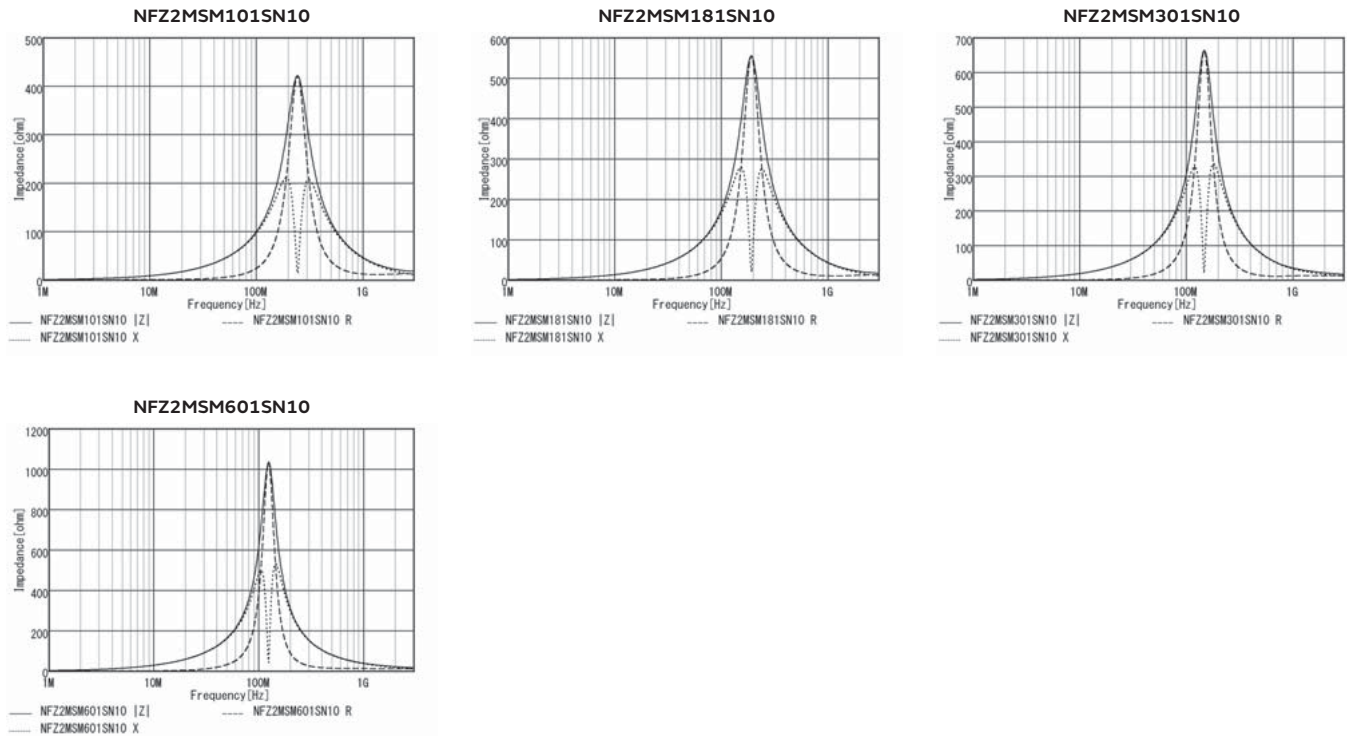 NFZ2MSM101SN10
500
400
300
200
100
0
Impedance[ohm]
1M 10M 100M 1G
Frequency[Hz]
NFZ2MSM101SN10 |Z| NFZ2MSM101SN10 R
NFZ2MSM101SN10 X
NFZ2MSM181SN10
600
500
400
300
200
100
0
Impedance[ohm]
1M 10M 100M 1G
Frequency[Hz]
NFZ2MSM181SN10 |Z| NFZ2MSM181SN10 R
NFZ2MSM181SN10 X
NFZ2MSM301SN10
700
600
500
400
300
200
100
0
Impedance[ohm]
1M 10M 100M 1G
Frequency[Hz]
NFZ2MSM301SN10 |Z| NFZ2MSM301SN10 R
NFZ2MSM301SN10 X
NFZ2MSM601SN10
1200
1000
800
600
400
200
0
Impedance[ohm]
1M 10M 100M 1G
Frequency[Hz]
NFZ2MSM601SN10 |Z| NFZ2MSM601SN10 R
NFZ2MSM601SN10 X